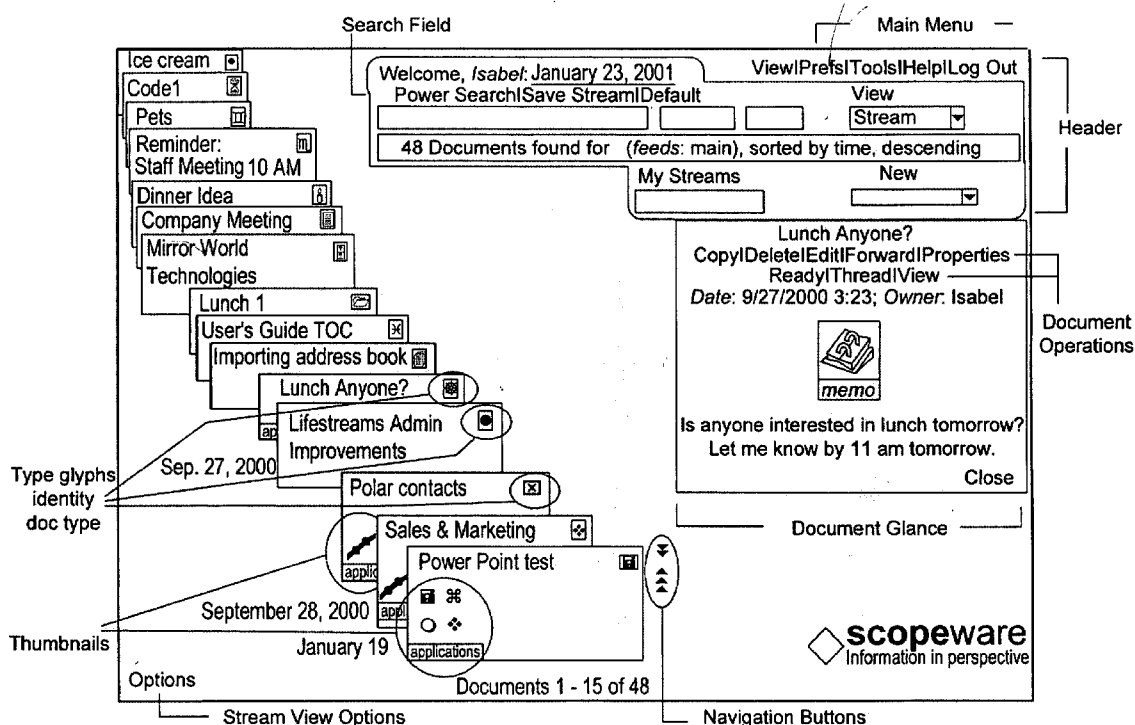 Search Field
Main Menu
Ice cream
Code1
Pets
Reminder:
Staff Meeting 10 AM
Dinner Idea
Company Meeting
Mirror World
Technologies
Lunch 1
User's Guide TOC
Importing address book
Lunch Anyone?
Lifestreams Admin
Improvements
Sep. 27, 2000
Polar contacts
Sales & Marketing
Power Point test
applic
appl
applications
ap
September 28, 2000
January 19
Options
Documents 1 - 15 of 48
Welcome, Isabel: January 23, 2001
View|Prefs|Tools|Help|Log Out
Power Search|Save Stream|Default
View
Stream
48 Documents found for (feeds: main), sorted by time, descending
My Streams
New
Header
Lunch Anyone?
Copy|Delete|Edit|Forward|Properties
Ready|Thread|View
Date: 9/27/2000 3:23; Owner: Isabel
memo
Is anyone interested in lunch tomorrow?
Let me know by 11 am tomorrow.
Close
Document
Operations
Document Glance
Type glyphs
identity
doc type
Thumbnails
scopeware
Information in perspective
Stream View Options
Navigation Buttons